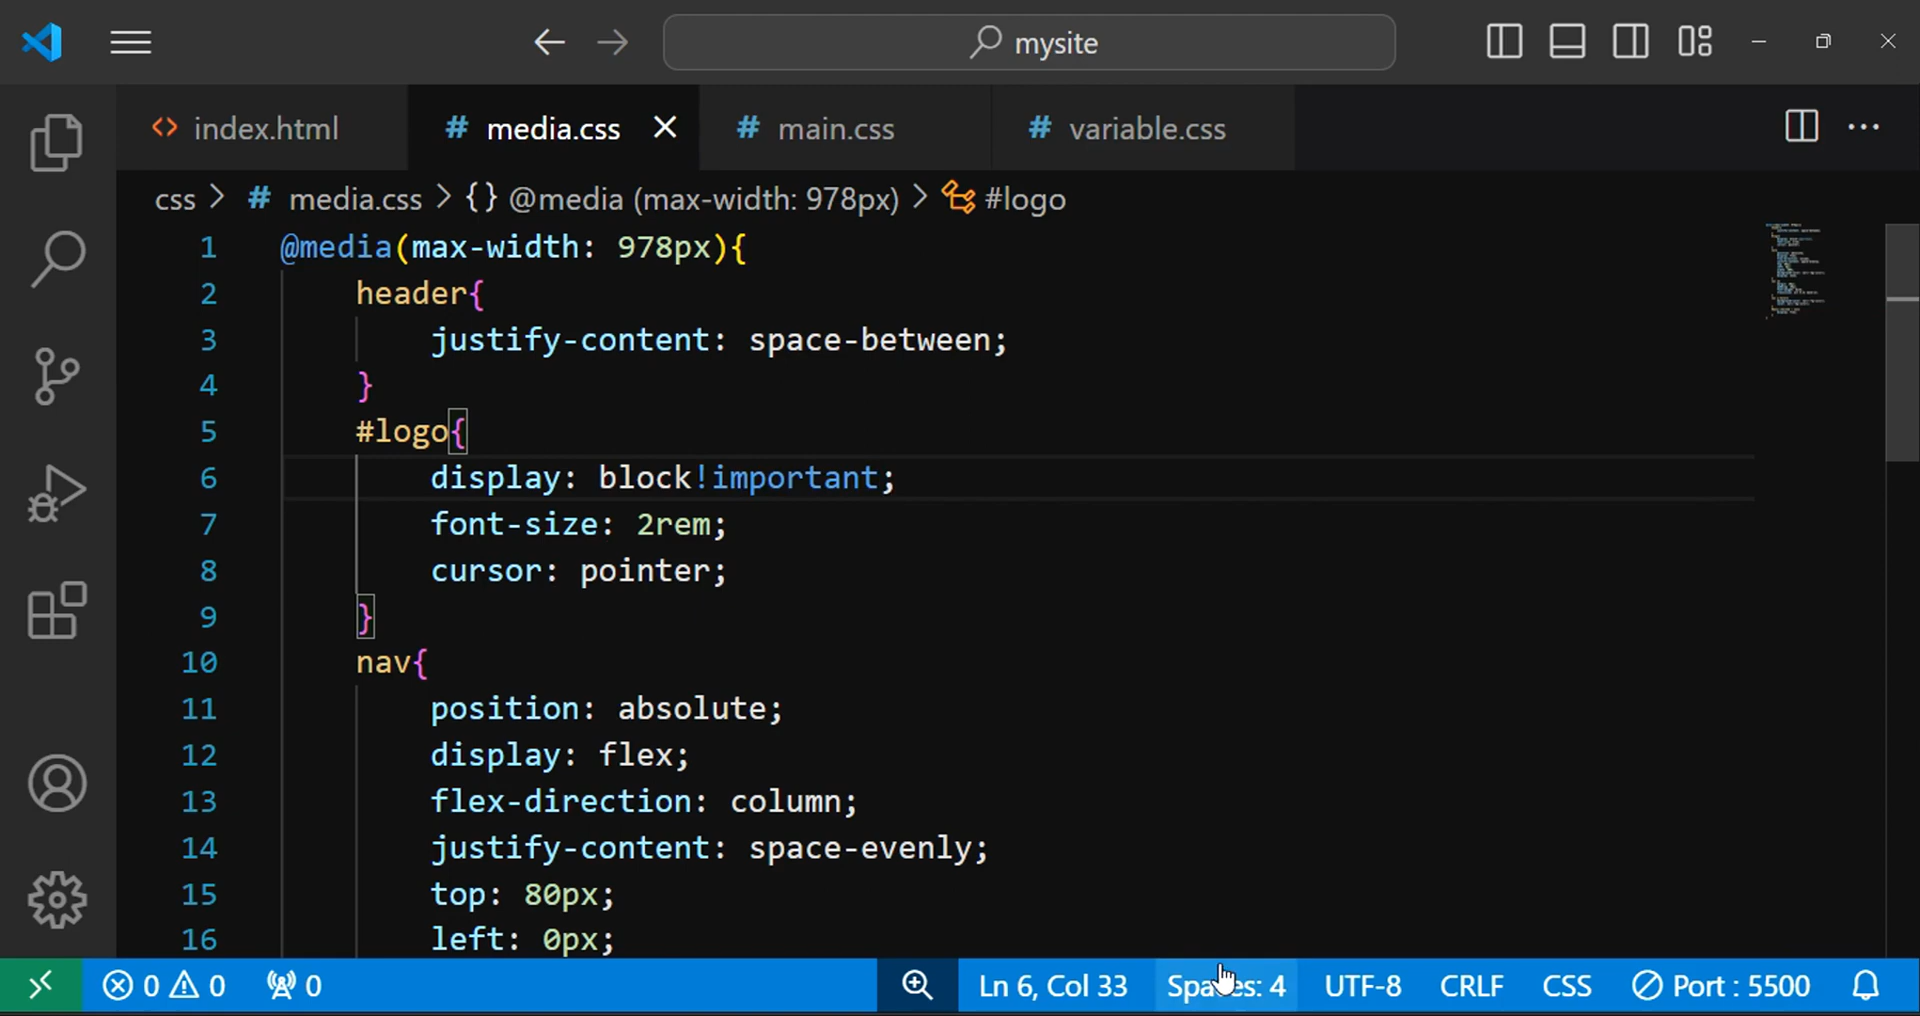 mysite
index.html
# media.css
# main.css
# variable.css
css > # media.css > {} @media (max-width: 978px) > #logo
1 @media(max-width: 978px){
2 header{
3 justify-content: space-between;
4 }
5 #logo{
6 display: block!important;
7 font-size: 2rem;
8 cursor: pointer;
9 }
10 nav{
11 position: absolute;
12 display: flex;
13 flex-direction: column;
14 justify-content: space-evenly;
15 top: 80px;
16 left: 0px;
0 0 0 Ln 6, Col 33 Spaces: 4 UTF-8 CRLF CSS Port : 5500